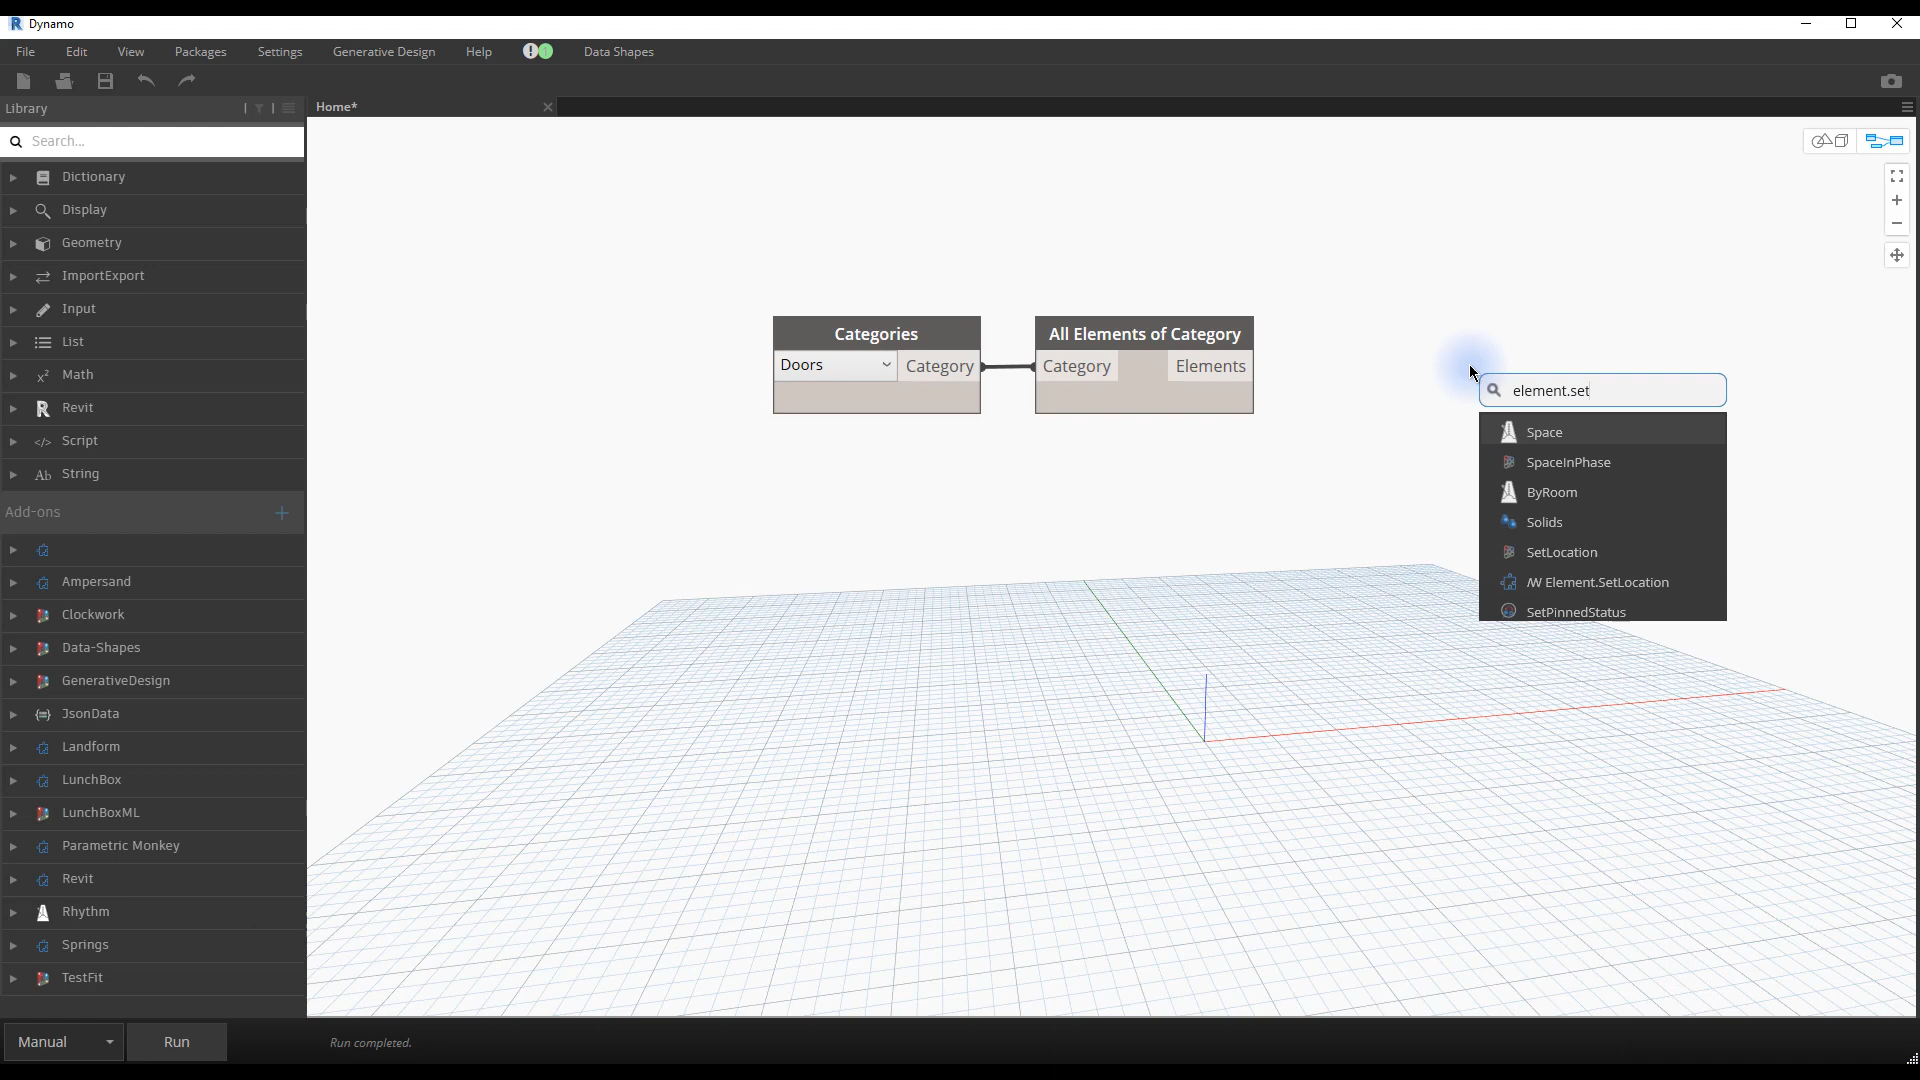 Dynamo
File Edit View Packages Settings Generative Design Help Data Shapes
Library
Home*
Search...
Dictionary
Display
Geometry
ImportExport
Input
List
Math
Revit
Script
String
Add-ons
Ampersand
Clockwork
Data-Shapes
GenerativeDesign
JsonData
Landform
LunchBox
LunchBoxML
Parametric Monkey
Revit
Rhythm
Springs
TestFit
Categories
Doors Category
All Elements of Category
Category Elements
element.set
Space
SpaceInPhase
ByRoom
Solids
SetLocation
Element.SetLocation
SetPinnedStatus
Manual Run Run completed.